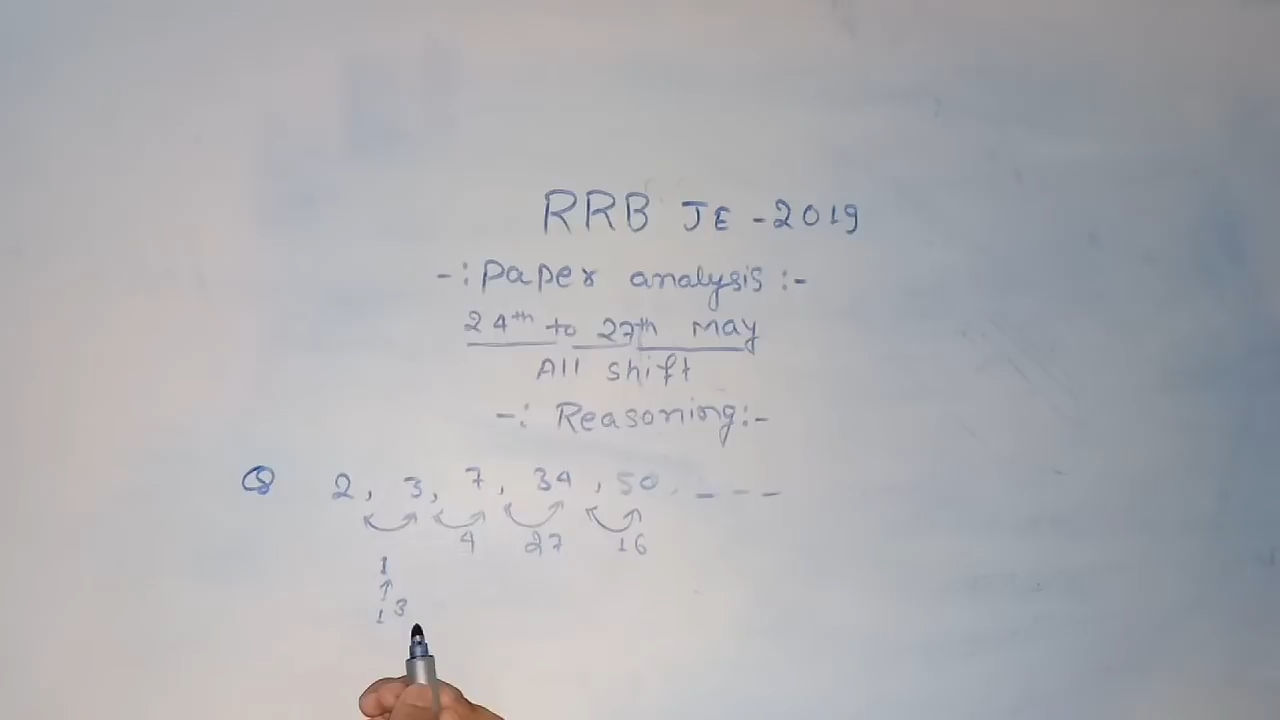 RRB JE - 2019
-: Paper analysis :-
24th to 27th May
All shift
-: Reasoning :-
Q 2, 3, 7, 34, 50, - - -
4 27 16
1
↑
1³